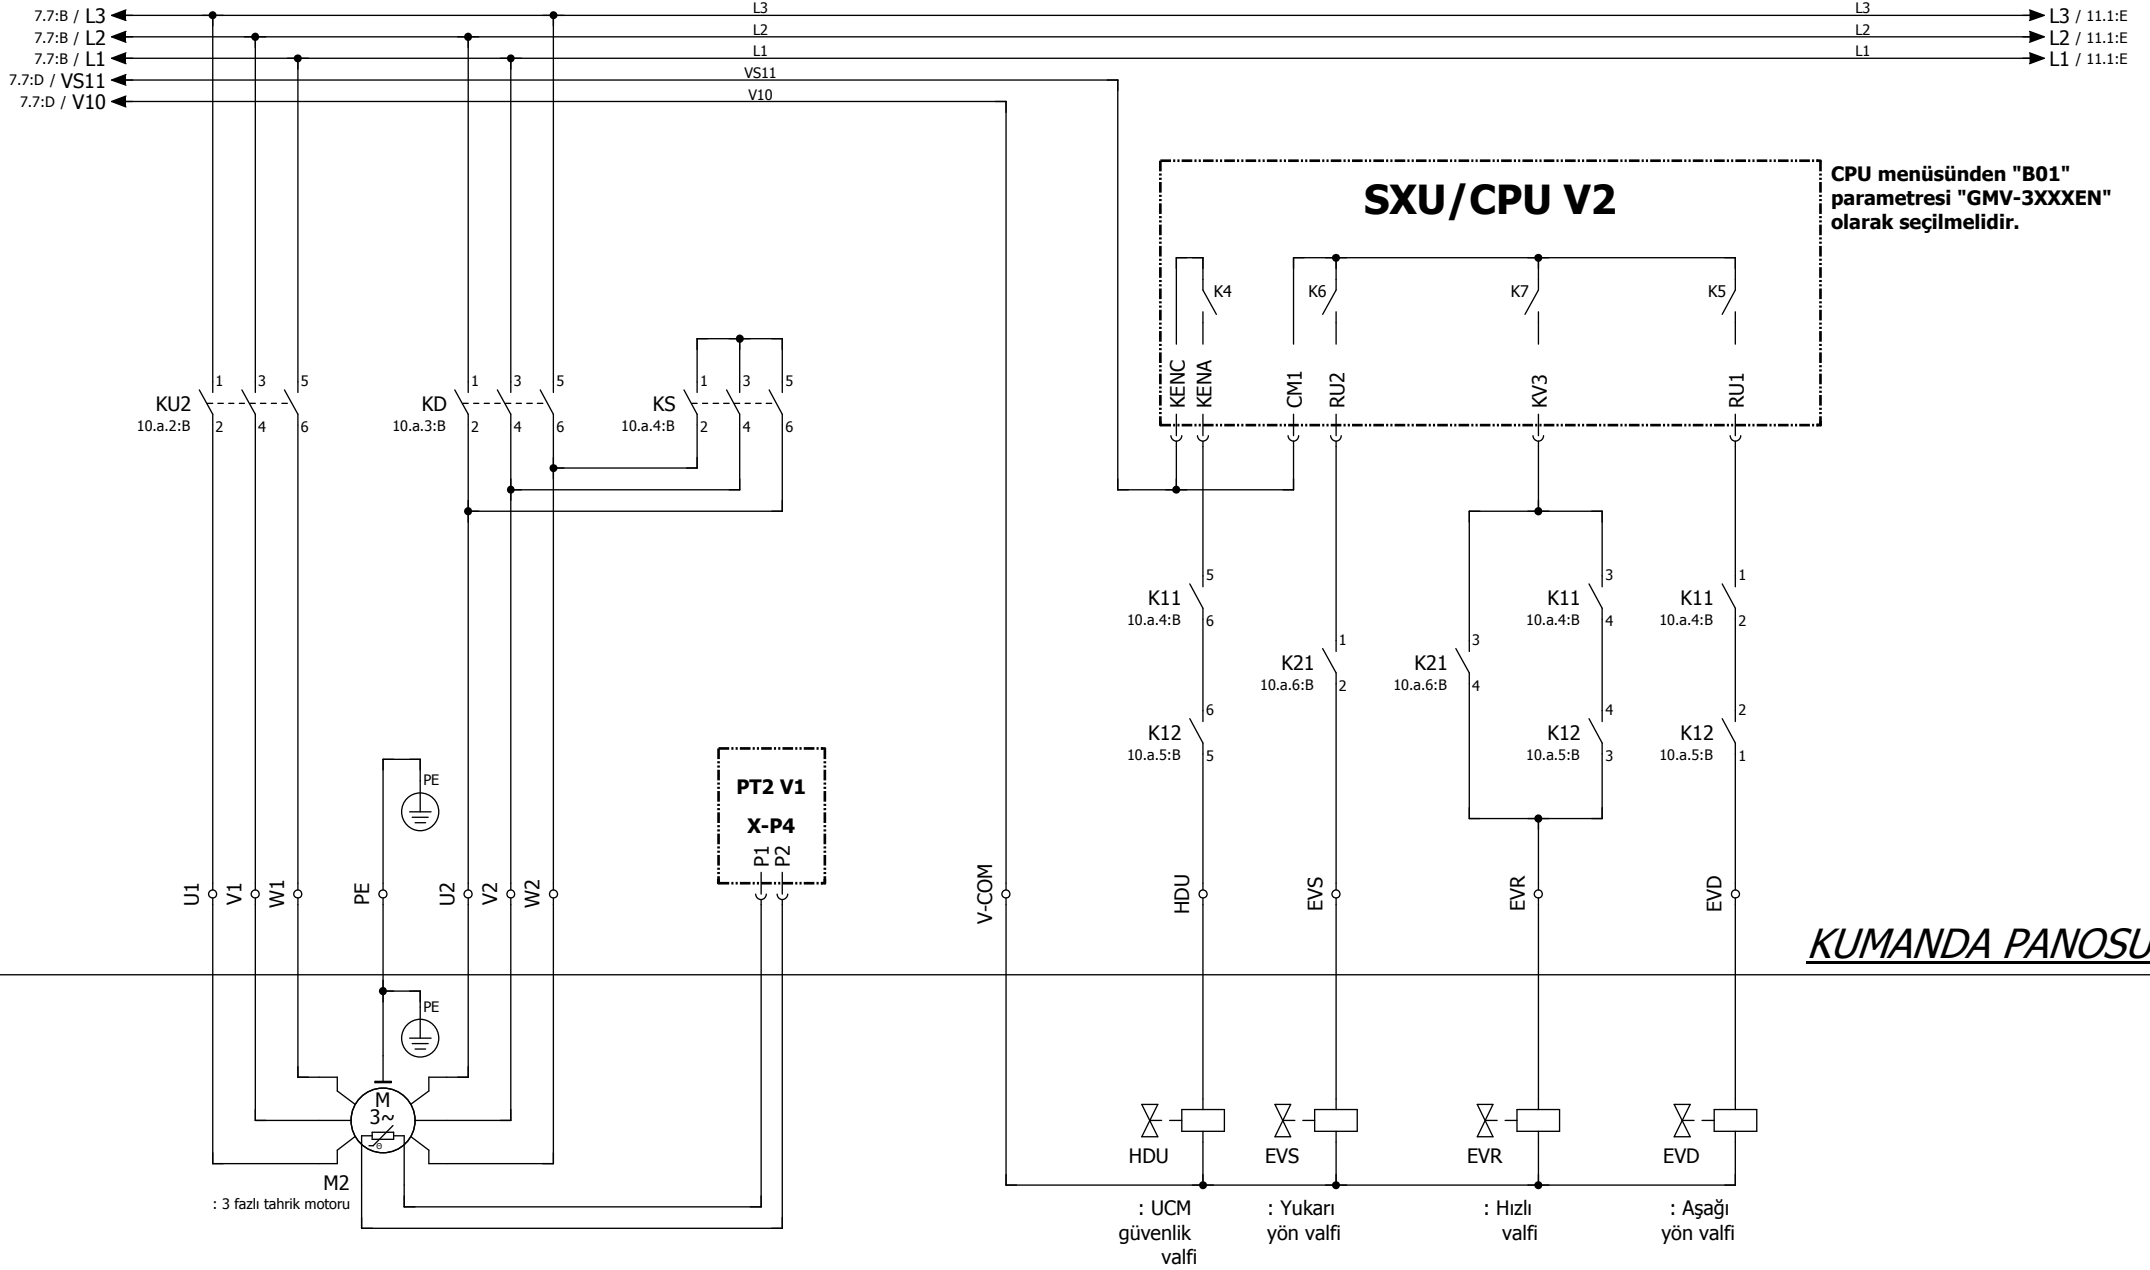 7.7:B / L3
L3
L3
L3 / 11.1:E
7.7:B / L2
L2
L2
L2 / 11.1:E
7.7:B / L1
L1
L1
L1 / 11.1:E
7.7:D / VS11
VS11
7.7:D / V10
V10
SXU/CPU V2
CPU menüsünden "B01"
parametresi "GMV-3XXXEN"
olarak seçilmelidir.
K4
K6
K7
K5
KENC
KENA
CM1
RU2
KV3
RU1
1
3
5
KU2
10.a.2:B
2
4
6
1
3
5
KD
10.a.3:B
2
4
6
1
3
5
KS
10.a.4:B
2
4
6
5
K11
10.a.4:B
6
3
K11
10.a.4:B
4
1
K11
10.a.4:B
2
1
K21
10.a.6:B
2
3
K21
10.a.6:B
4
6
K12
10.a.5:B
5
4
K12
10.a.5:B
3
2
K12
10.a.5:B
1
PE
PT2 V1
X-P4
P1
P2
U1
V1
W1
PE
U2
V2
W2
V-COM
HDU
EVS
EVR
EVD
KUMANDA PANOSU
PE
M
3~
θ
M2
: 3 fazlı tahrik motoru
HDU
EVS
EVR
EVD
: UCM
güvenlik
valfi
: Yukarı
yön valfi
: Hızlı
valfi
: Aşağı
yön valfi